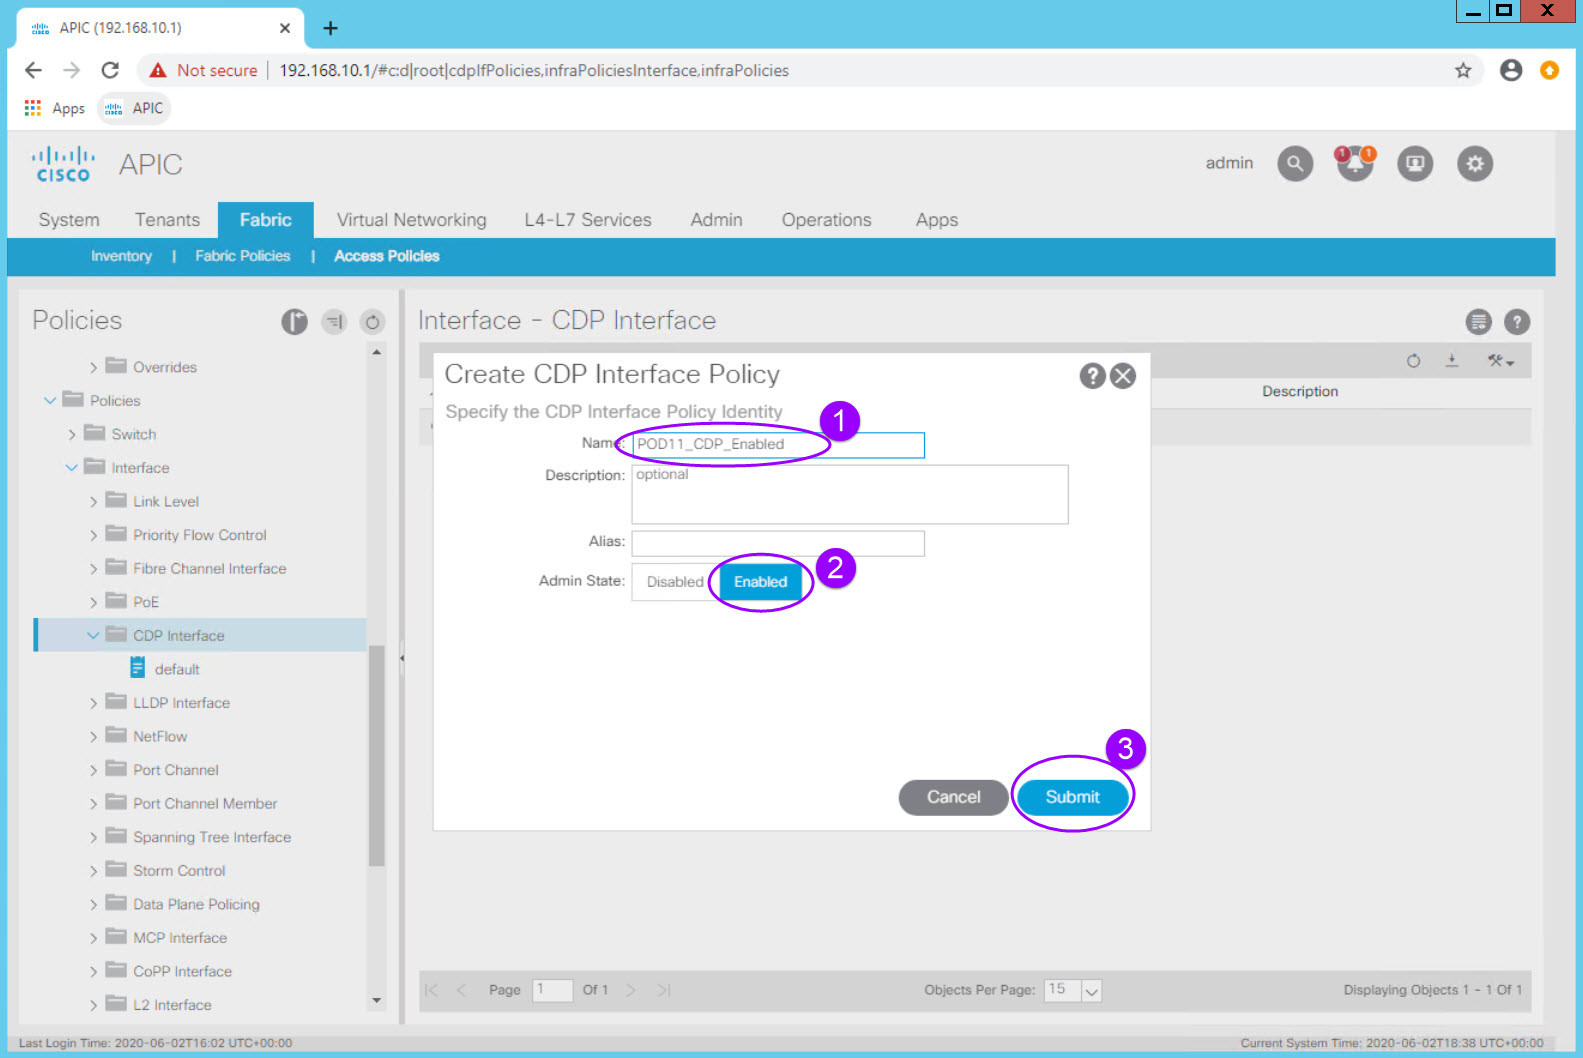 APIC (192.168.10.1)
Not secure | 192.168.10.1/#c:d|root|cdpIfPolicies,infraPoliciesInterface,infraPolicies
Apps APIC
CISCO APIC
admin 1 1
System Tenants Fabric Virtual Networking L4-L7 Services Admin Operations Apps
Inventory | Fabric Policies | Access Policies
Policies
Overrides
Policies
Switch
Interface
Link Level
Priority Flow Control
Fibre Channel Interface
PoE
CDP Interface
default
LLDP Interface
NetFlow
Port Channel
Port Channel Member
Spanning Tree Interface
Storm Control
Data Plane Policing
MCP Interface
CoPP Interface
L2 Interface
Interface - CDP Interface
Description
Create CDP Interface Policy
Specify the CDP Interface Policy Identity
Name: POD11_CDP_Enabled 1
Description: optional
Alias:
Admin State: Disabled Enabled 2
3
Cancel Submit
Page 1 Of 1 Objects Per Page: 15 Displaying Objects 1 - 1 Of 1
Last Login Time: 2020-06-02T16:02 UTC+00:00 Current System Time: 2020-06-02T18:38 UTC+00:00